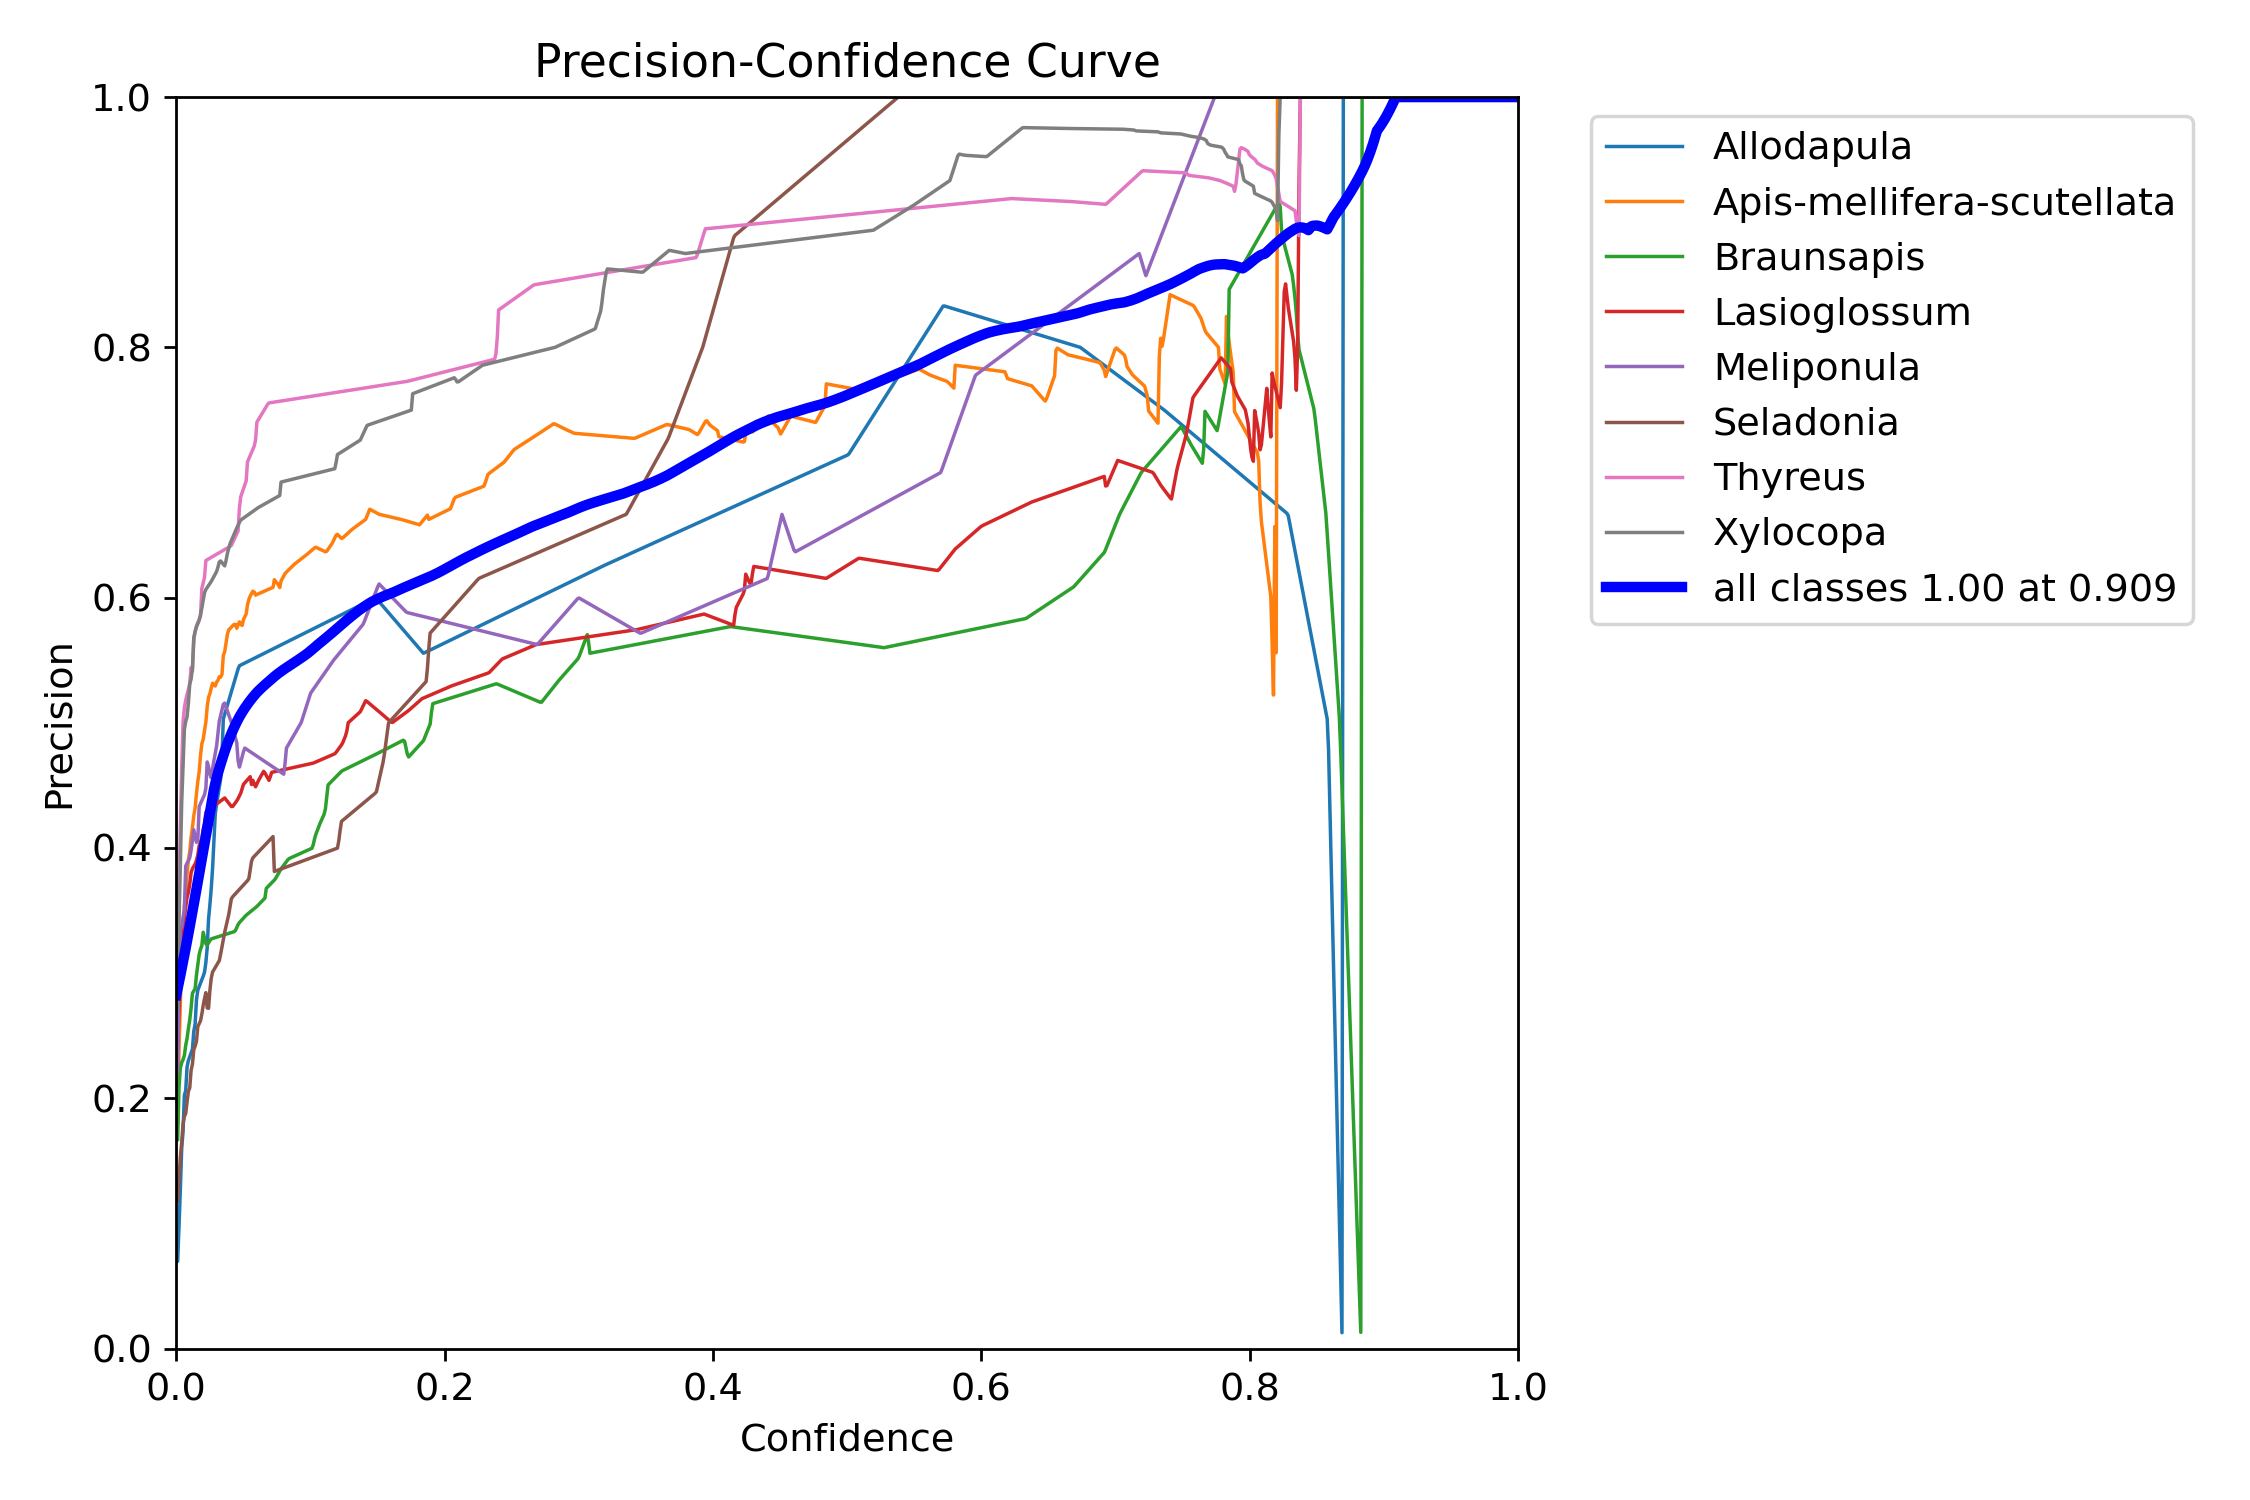 Precision-Confidence Curve
1.0
0.8
0.6
0.4
0.2
0.0
Precision
0.0 0.2 0.4 0.6 0.8 1.0
Confidence
Allodapula
Apis-mellifera-scutellata
Braunsapis
Lasioglossum
Meliponula
Seladonia
Thyreus
Xylocopa
all classes 1.00 at 0.909